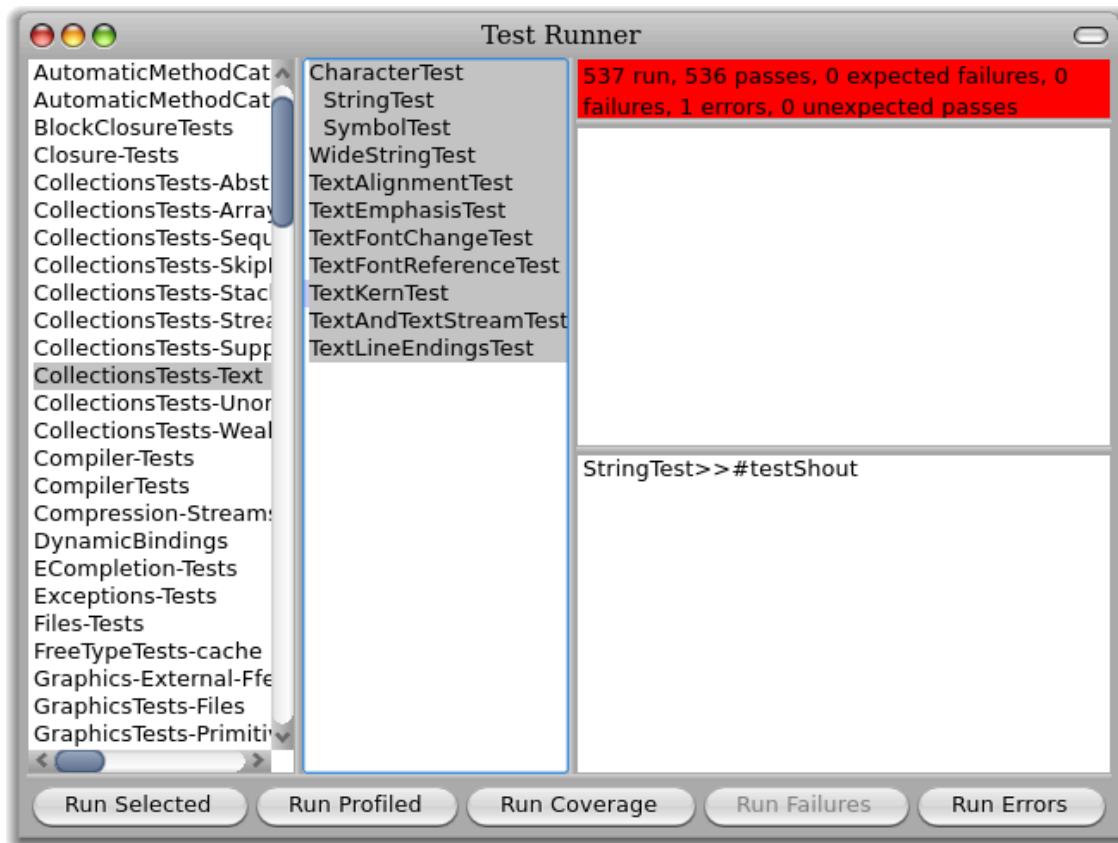 Test Runner
AutomaticMethodCat
AutomaticMethodCat
BlockClosureTests
Closure-Tests
CollectionsTests-Abst
CollectionsTests-Array
CollectionsTests-Sequ
CollectionsTests-Skip
CollectionsTests-Stac
CollectionsTests-Strea
CollectionsTests-Supp
CollectionsTests-Text
CollectionsTests-Unor
CollectionsTests-Weal
Compiler-Tests
CompilerTests
Compression-Streams
DynamicBindings
ECompletion-Tests
Exceptions-Tests
Files-Tests
FreeTypeTests-cache
Graphics-External-Ffe
GraphicsTests-Files
GraphicsTests-Primitiv
CharacterTest
StringTest
SymbolTest
WideStringTest
TextAlignmentTest
TextEmphasisTest
TextFontChangeTest
TextFontReferenceTest
TextKernTest
TextAndTextStreamTest
TextLineEndingsTest
537 run, 536 passes, 0 expected failures, 0
failures, 1 errors, 0 unexpected passes
StringTest>>#testShout
Run Selected
Run Profiled
Run Coverage
Run Failures
Run Errors